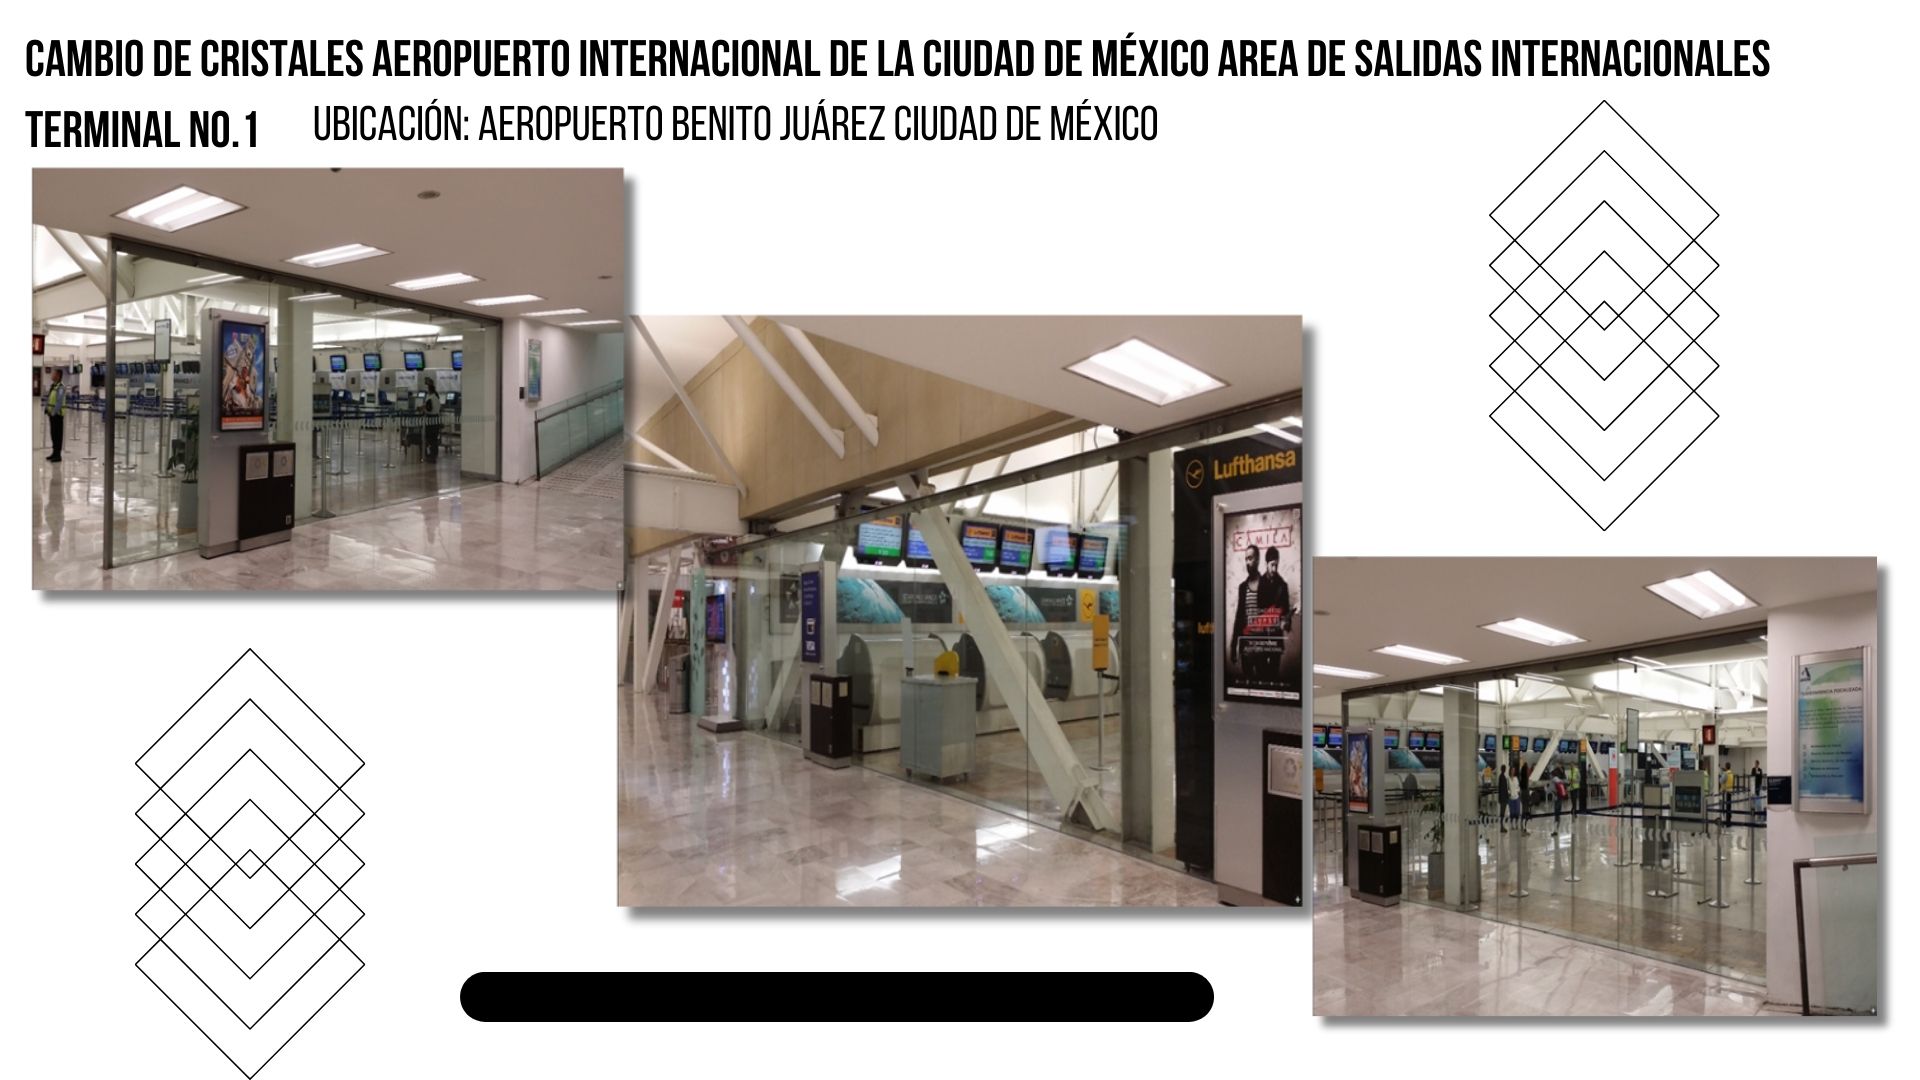 CAMBIO DE CRISTALES AEROPUERTO INTERNACIONAL DE LA CIUDAD DE MÉXICO AREA DE SALIDAS INTERNACIONALES
TERMINAL NO.1 UBICACIÓN: AEROPUERTO BENITO JUÁREZ CIUDAD DE MÉXICO
Lufthansa
CAMILA